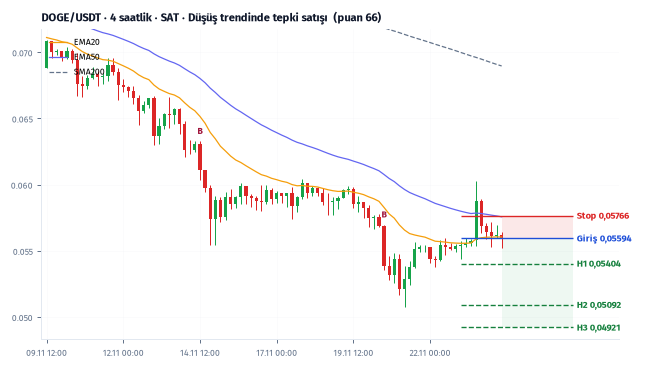 DOGE/USDT · 4 saatlik · SAT · Düşüş trendinde tepki satışı (puan 66)
EMA20
EMA50
SMA200
0.070
0.065
0.060
0.055
0.050
B
B
Stop 0,05766
Giriş 0,05594
H1 0,05404
H2 0,05092
H3 0,04921
09.11 12:00
12.11 00:00
14.11 12:00
17.11 00:00
19.11 12:00
22.11 00:00